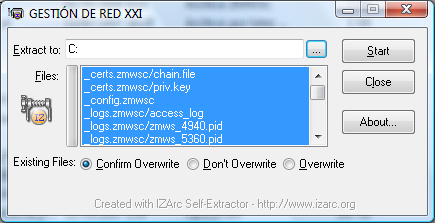 GESTIÓN DE RED XXI
Extract to: C: ... Start
Files: _certs.zmwsc/chain.file
_certs.zmwsc/priv.key
_config.zmwsc
_logs.zmwsc/access_log
_logs.zmwsc/zmws_4940.pid
_logs.zmwsc/zmws_5360.pid
Close
About...
IZ
Existing Files: Confirm Overwrite Don't Overwrite Overwrite
Created with IZArc Self-Extractor - http://www.izarc.org